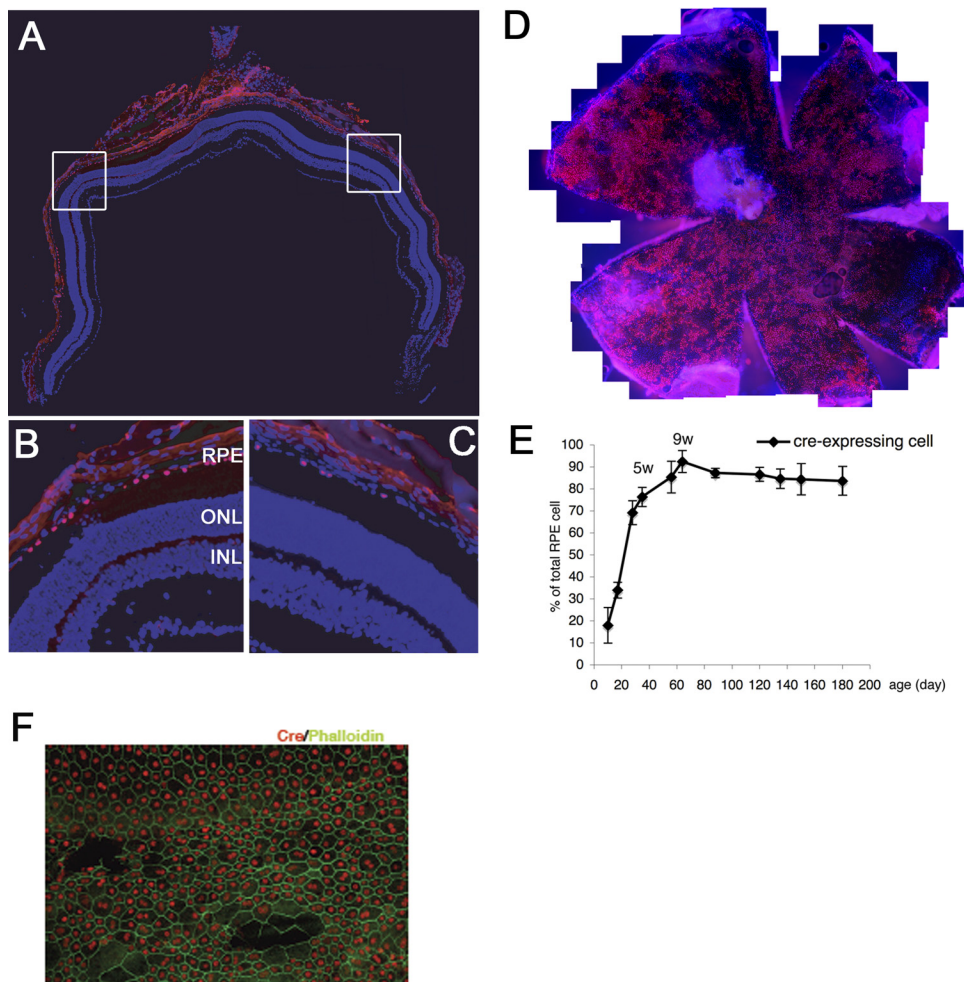 A
D
B
RPE
ONL
INL
C
E
cre-expressing cell
9w
5w
% of total RPE cell
100
90
80
70
60
50
40
30
20
10
0
0 20 40 60 80 100 120 140 160 180 200 age (day)
F
Cre/Phalloidin